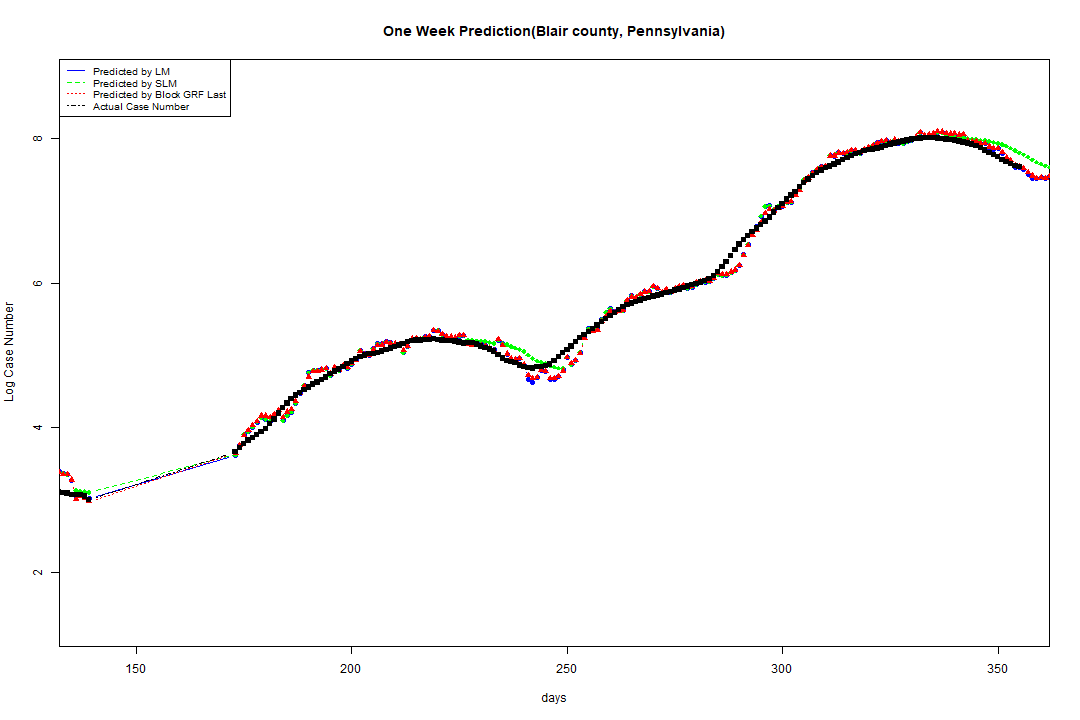 One Week Prediction(Blair county, Pennsylvania)
Predicted by LM
Predicted by SLM
Predicted by Block GRF Last
Actual Case Number
8
6
4
2
Log Case Number
150 200 250 300 350
days